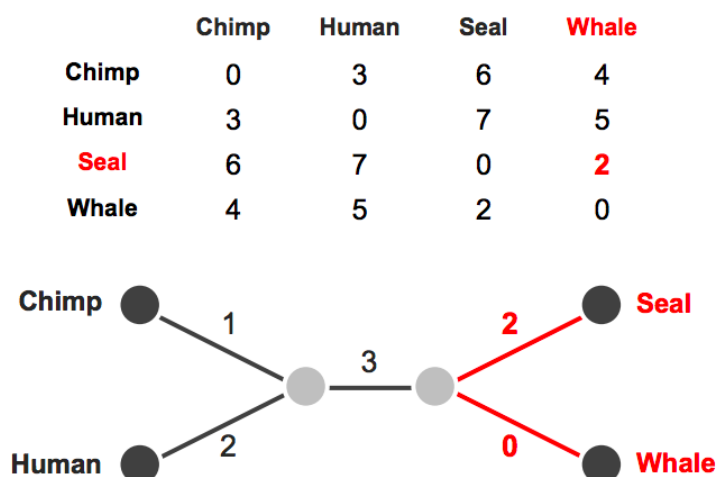 Chimp Human Seal Whale
Chimp 0 3 6 4
Human 3 0 7 5
Seal 6 7 0 2
Whale 4 5 2 0
Chimp 1 3 2 Seal
Human 2 0 Whale